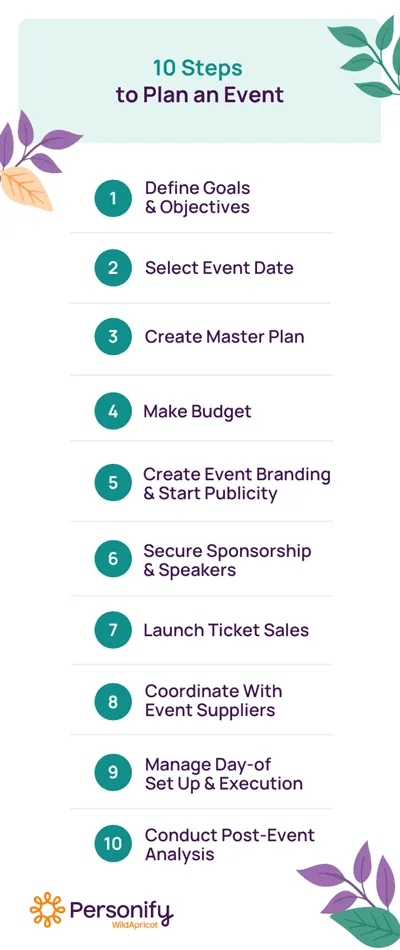 10 Steps
to Plan an Event
1
Define Goals
& Objectives
2
Select Event Date
3
Create Master Plan
4
Make Budget
5
Create Event Branding
& Start Publicity
6
Secure Sponsorship
& Speakers
7
Launch Ticket Sales
8
Coordinate With
Event Suppliers
9
Manage Day-of
Set Up & Execution
10
Conduct Post-Event
Analysis
Personify
WildApricot